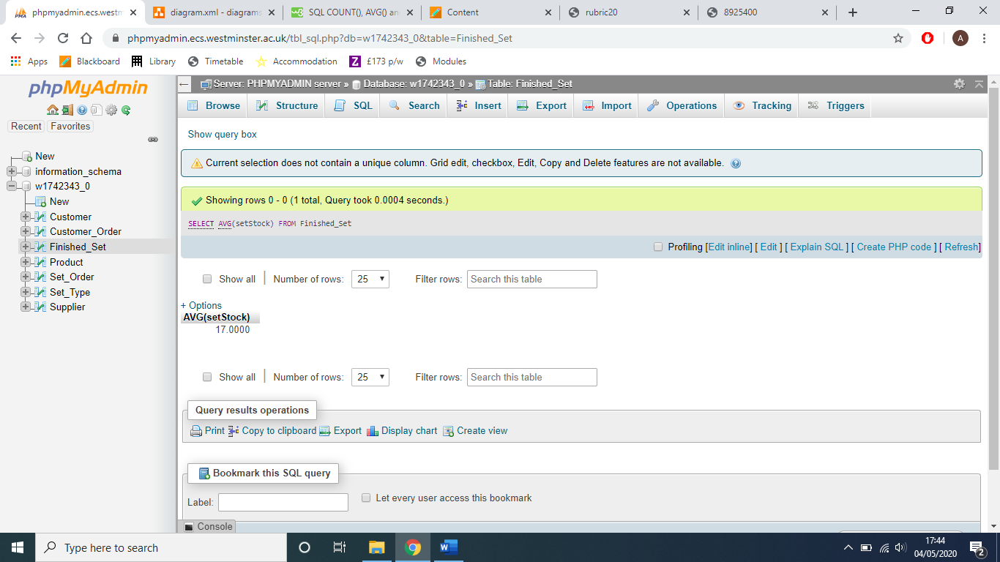 phpmyadmin.ecs.westm
diagram.xml - diagrams
SQL COUNT(), AVG() an
Content
rubric20
8925400
phpmyadmin.ecs.westminster.ac.uk/tbl_sql.php?db=w1742343_0&table=Finished_Set
A
Apps
Blackboard
Library
Timetable
Accommodation
£173 p/w
Modules
phpMyAdmin
Recent
Favorites
New
information_schema
w1742343_0
New
Customer
Customer_Order
Finished_Set
Product
Set_Order
Set_Type
Supplier
Server: PHPMYADMIN server » Database: w1742343_0 » Table: Finished_Set
Browse Structure SQL Search Insert Export Import Operations Tracking Triggers
Show query box
Current selection does not contain a unique column. Grid edit, checkbox, Edit, Copy and Delete features are not available.
Showing rows 0 - 0 (1 total, Query took 0.0004 seconds.)
SELECT AVG(setStock) FROM Finished_Set
Profiling [Edit inline] [ Edit ] [ Explain SQL ] [ Create PHP code ] [ Refresh]
Show all | Number of rows: 25 Filter rows: Search this table
+ Options
AVG(setStock)
17.0000
Show all | Number of rows: 25 Filter rows: Search this table
Query results operations
Print Copy to clipboard Export Display chart Create view
Bookmark this SQL query
Label: Let every user access this bookmark
Console
Type here to search
17:44
04/05/2020
2